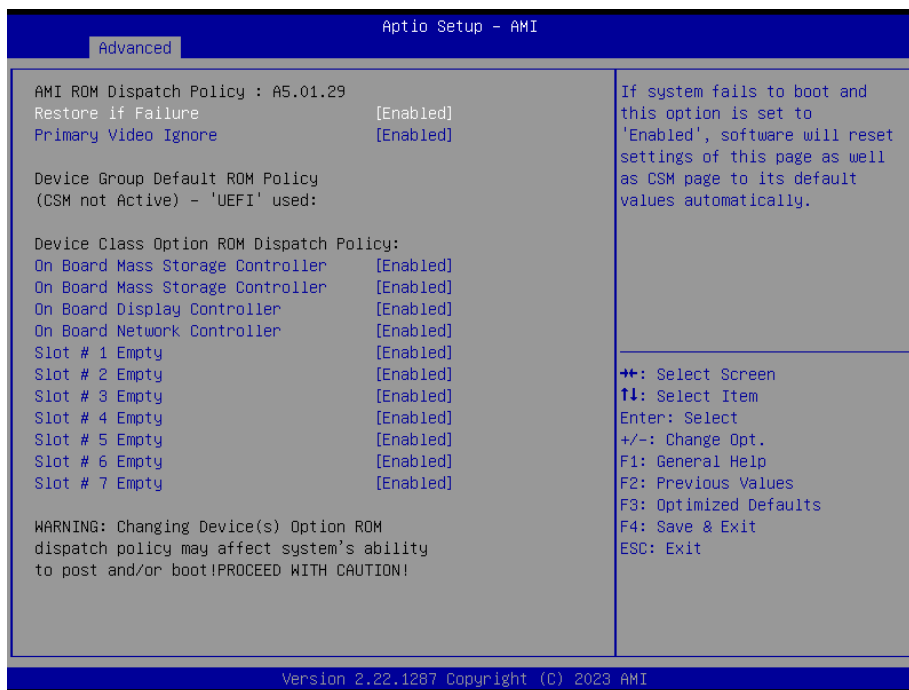 Aptio Setup – AMI
Advanced
AMI ROM Dispatch Policy : A5.01.29
Restore if Failure [Enabled]
Primary Video Ignore [Enabled]
Device Group Default ROM Policy
(CSM not Active) – 'UEFI' used:
Device Class Option ROM Dispatch Policy:
On Board Mass Storage Controller [Enabled]
On Board Mass Storage Controller [Enabled]
On Board Display Controller [Enabled]
On Board Network Controller [Enabled]
Slot # 1 Empty [Enabled]
Slot # 2 Empty [Enabled]
Slot # 3 Empty [Enabled]
Slot # 4 Empty [Enabled]
Slot # 5 Empty [Enabled]
Slot # 6 Empty [Enabled]
Slot # 7 Empty [Enabled]
WARNING: Changing Device(s) Option ROM
dispatch policy may affect system's ability
to post and/or boot!PROCEED WITH CAUTION!
If system fails to boot and
this option is set to
'Enabled', software will reset
settings of this page as well
as CSM page to its default
values automatically.
→←: Select Screen
↑↓: Select Item
Enter: Select
+/-: Change Opt.
F1: General Help
F2: Previous Values
F3: Optimized Defaults
F4: Save & Exit
ESC: Exit
Version 2.22.1287 Copyright (C) 2023 AMI